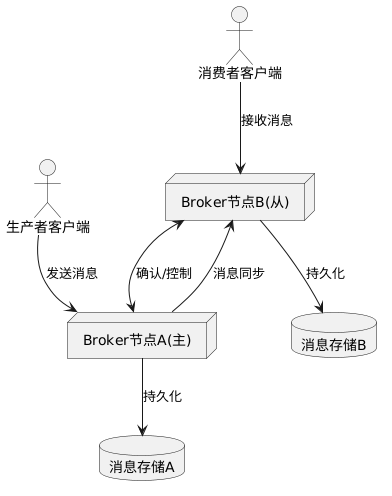 消费者客户端
接收消息
生产者客户端
Broker节点B(从)
发送消息
确认/控制
消息同步
持久化
Broker节点A(主)
消息存储B
持久化
消息存储A